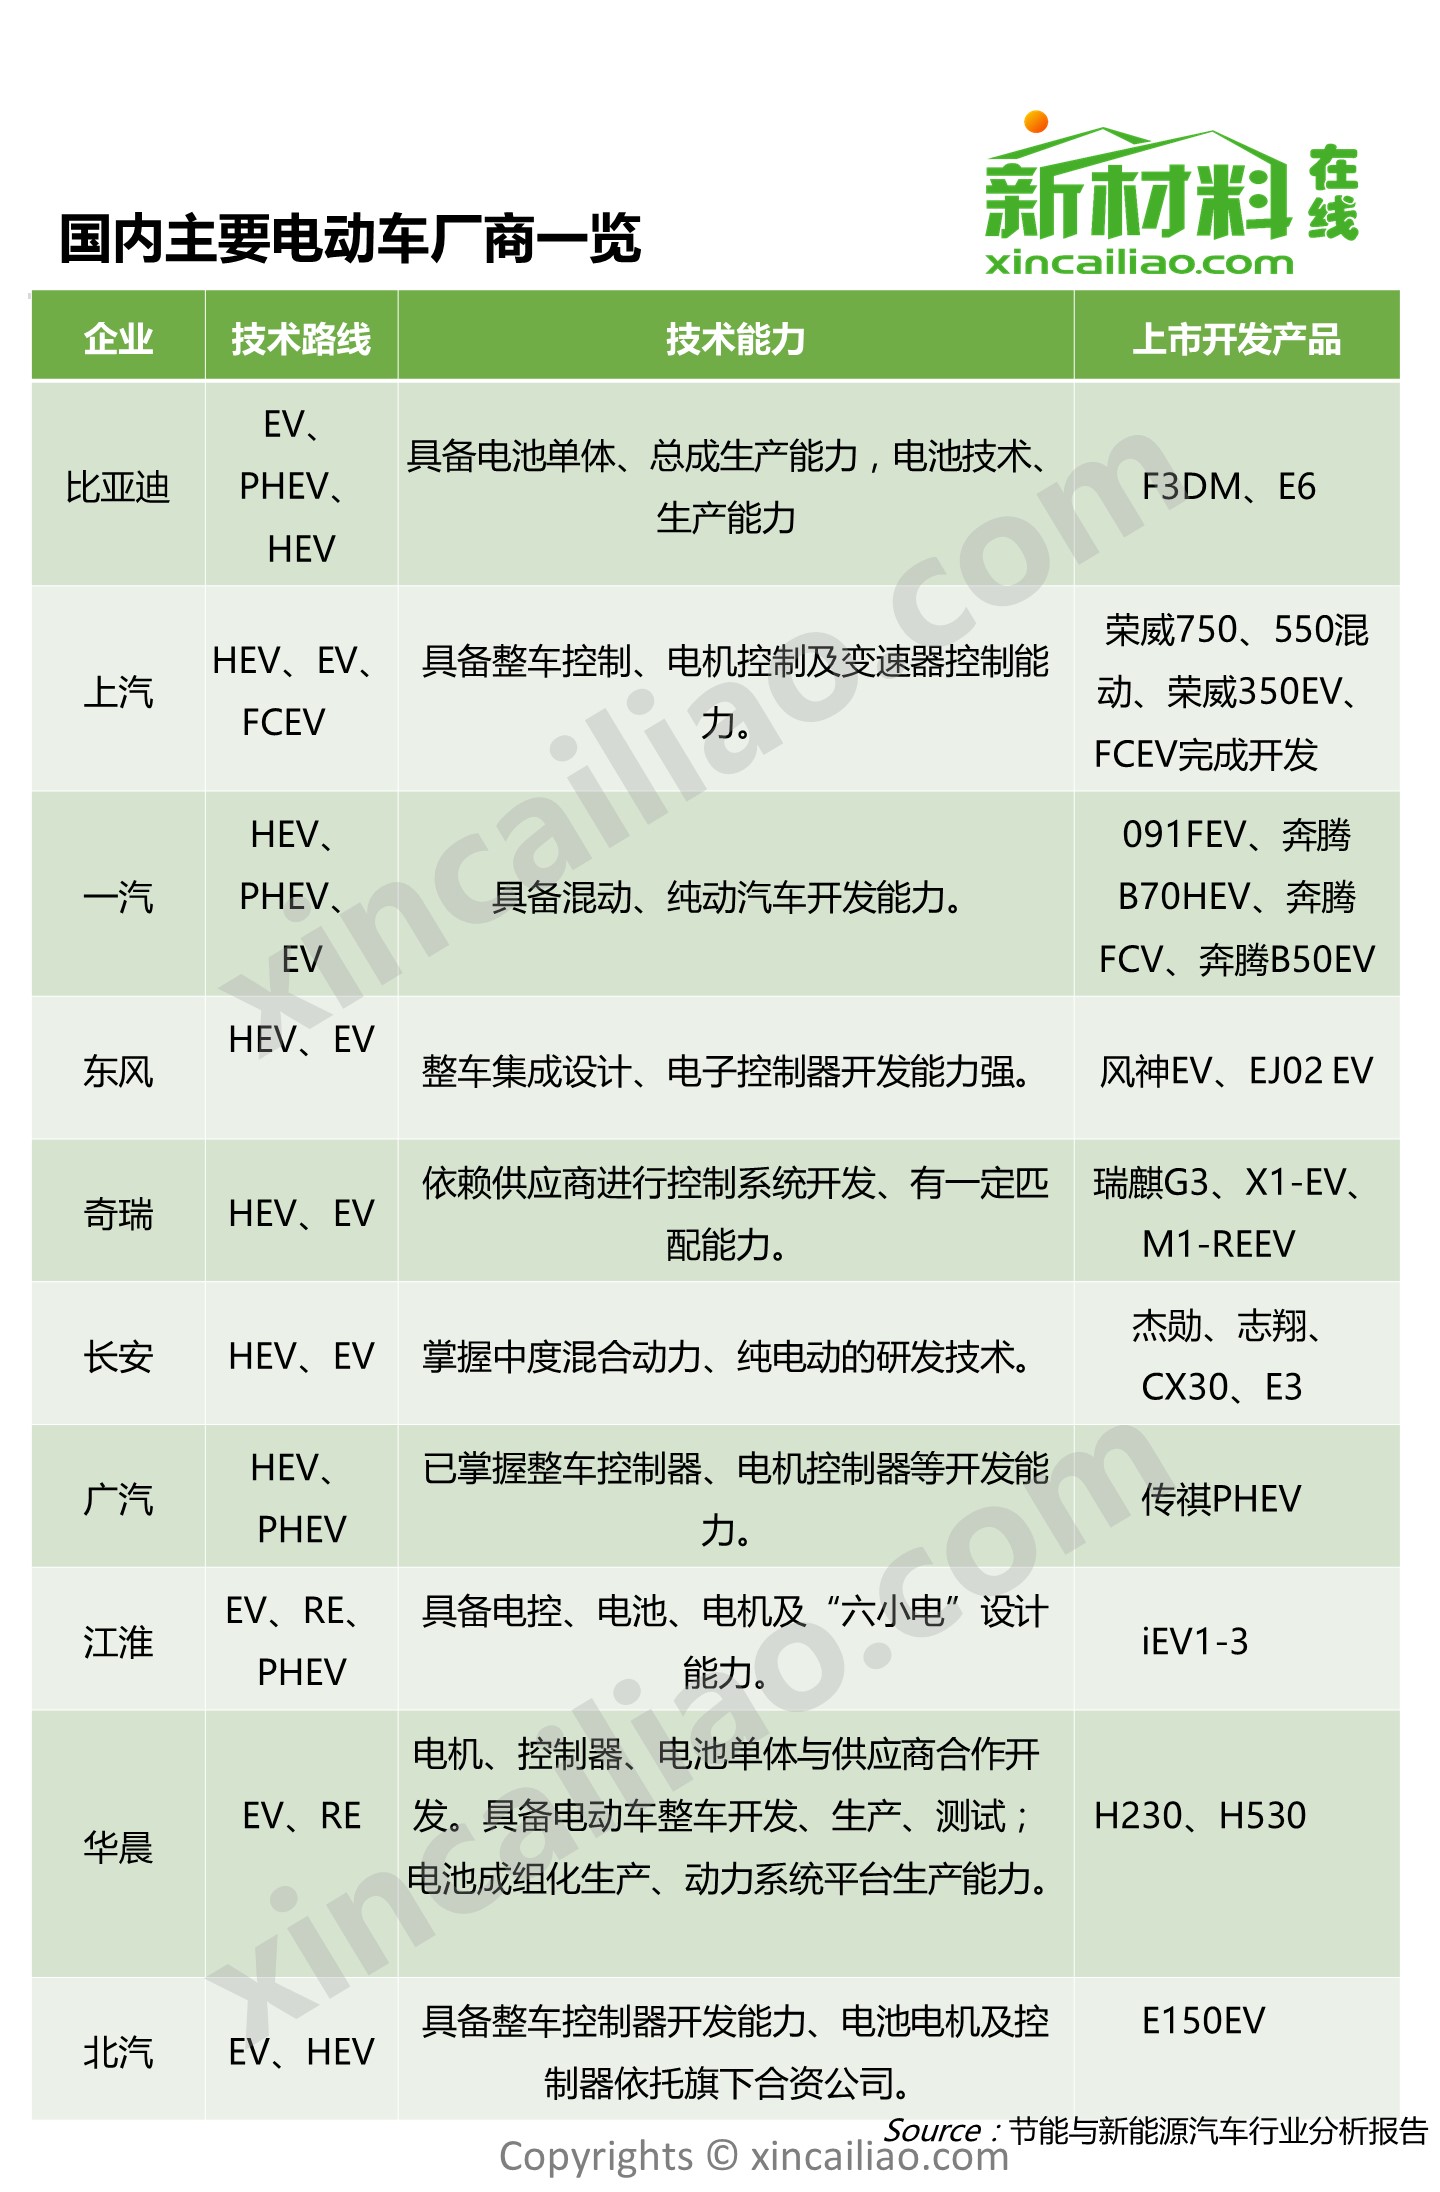 新材料在线
xincailiao.com
国内主要电动车厂商一览
企业 技术路线 技术能力 上市开发产品
比亚迪
EV、
PHEV、
HEV
具备电池单体、总成生产能力，电池技术、
生产能力
F3DM、E6
上汽
HEV、EV、
FCEV
具备整车控制、电机控制及变速器控制能
力。
荣威750、550混
动、荣威350EV、
FCEV完成开发
一汽
HEV、
PHEV、
EV
具备混动、纯动汽车开发能力。
091FEV、奔腾
B70HEV、奔腾
FCV、奔腾B50EV
东风
HEV、EV
整车集成设计、电子控制器开发能力强。
风神EV、EJ02 EV
奇瑞
HEV、EV
依赖供应商进行控制系统开发、有一定匹
配能力。
瑞麒G3、X1-EV、
M1-REEV
长安
HEV、EV
掌握中度混合动力、纯电动的研发技术。
杰勋、志翔、
CX30、E3
广汽
HEV、
PHEV
已掌握整车控制器、电机控制器等开发能
力。
传祺PHEV
江淮
EV、RE、
PHEV
具备电控、电池、电机及“六小电”设计
能力。
iEV1-3
华晨
EV、RE
电机、控制器、电池单体与供应商合作开
发。具备电动车整车开发、生产、测试；
电池成组化生产、动力系统平台生产能力。
H230、H530
北汽
EV、HEV
具备整车控制器开发能力、电池电机及控
制器依托旗下合资公司。
E150EV
xincailiao.com
xincailiao.com
Source：节能与新能源汽车行业分析报告
Copyrights © xincailiao.com